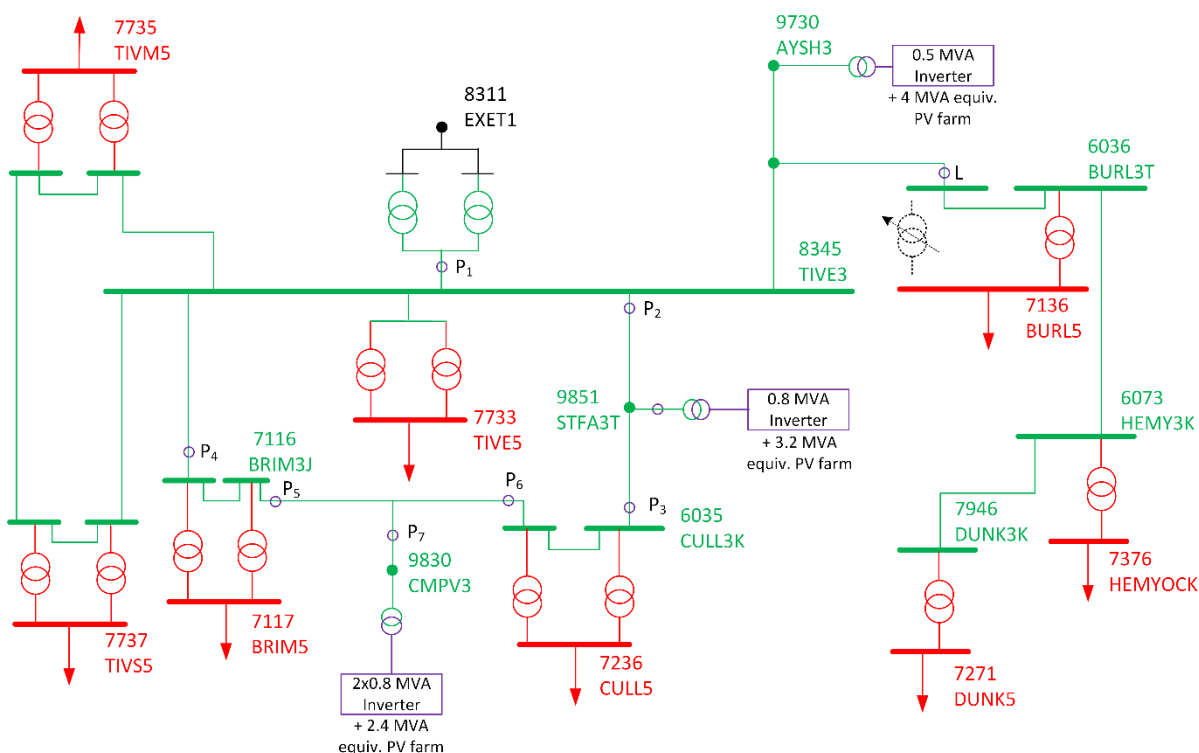 7735
TIVM5
8311
EXET1
9730
AYSH3
0.5 MVA
Inverter
+ 4 MVA equiv.
PV farm
6036
BURL3T
L
P1
8345
TIVE3
7136
BURL5
P2
9851
STFA3T
0.8 MVA
Inverter
+ 3.2 MVA
equiv. PV farm
7733
TIVE5
6073
HEMY3K
P4
7116
BRIM3J
P5
P6
P3
P7
6035
CULL3K
7946
DUNK3K
9830
CMPV3
7376
HEMYOCK
7737
TIVS5
7117
BRIM5
2x0.8 MVA
Inverter
+ 2.4 MVA
equiv. PV farm
7236
CULL5
7271
DUNK5